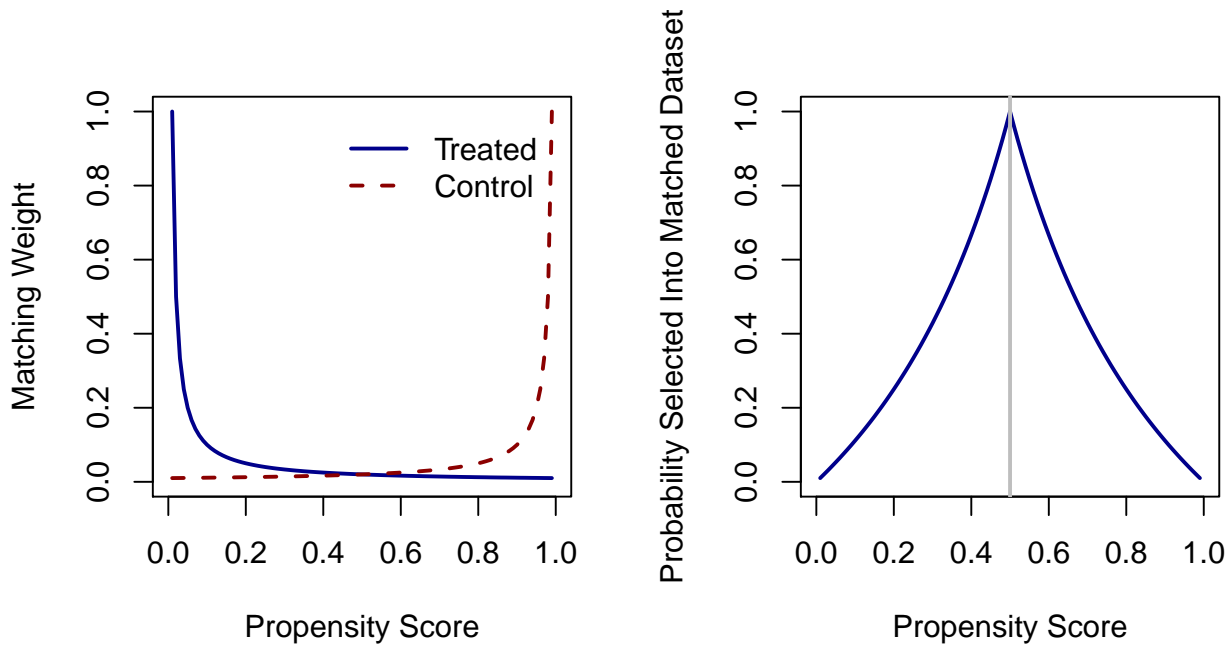 Matching Weight
1.0
0.8
0.6
0.4
0.2
0.0
Treated
Control
0.0 0.2 0.4 0.6 0.8 1.0
Propensity Score
Probability Selected Into Matched Dataset
1.0
0.8
0.6
0.4
0.2
0.0
0.0 0.2 0.4 0.6 0.8 1.0
Propensity Score